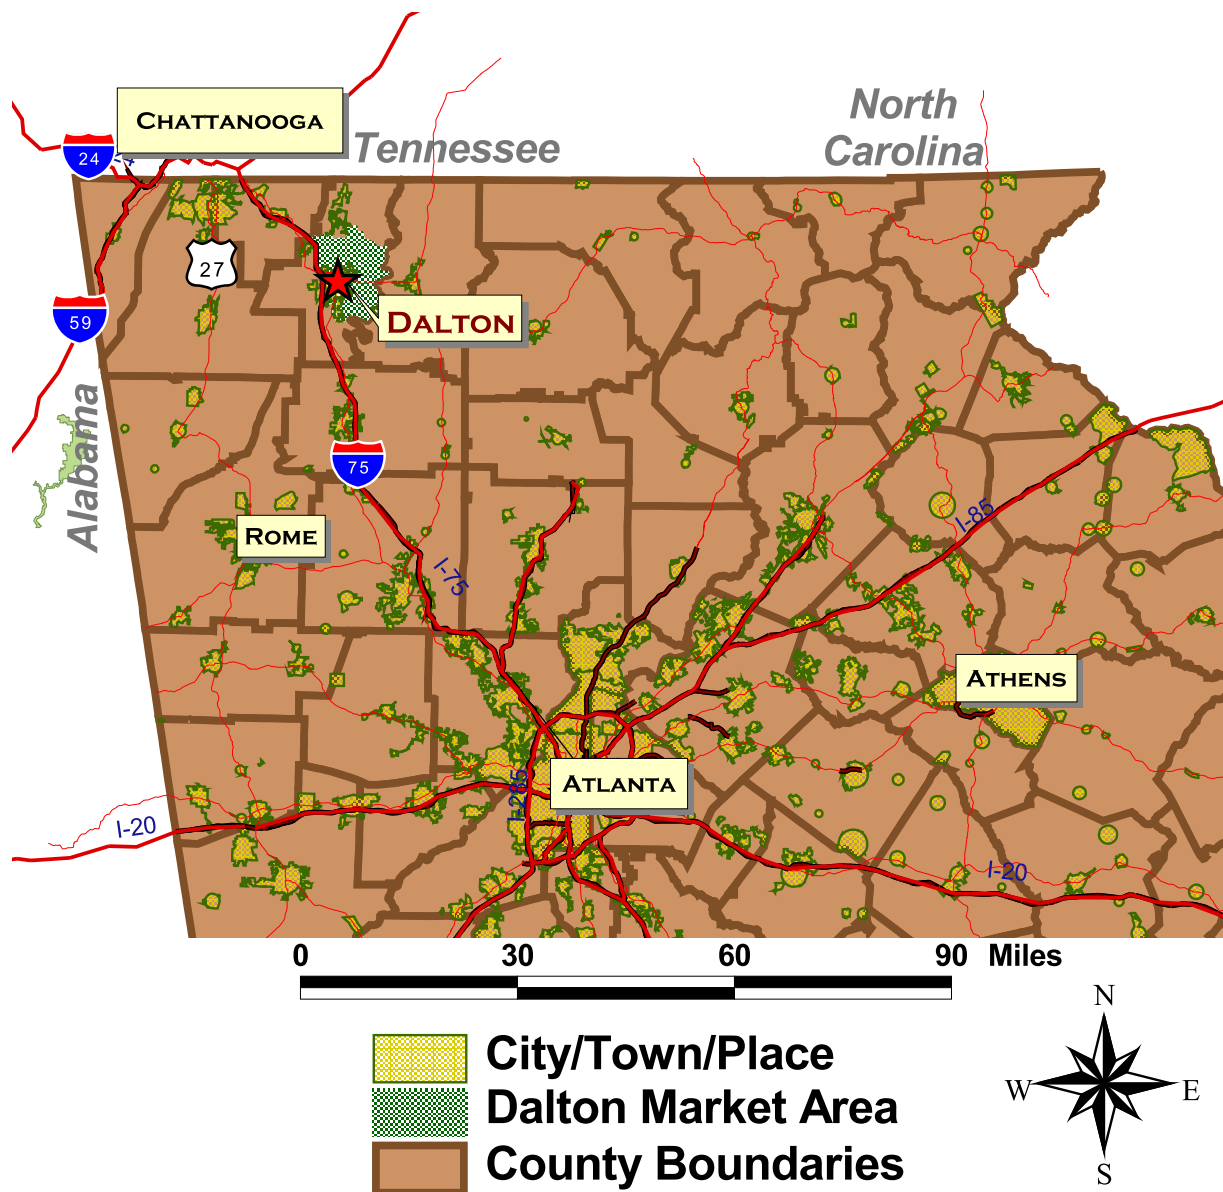 North
Carolina
CHATTANOOGA
Tennessee
24
27
59
DALTON
Alabama
75
I-85
ROME
I-75
ATHENS
I-285
ATLANTA
I-20
I-20
0 30 60 90 Miles
N
W E
S
City/Town/Place
Dalton Market Area
County Boundaries